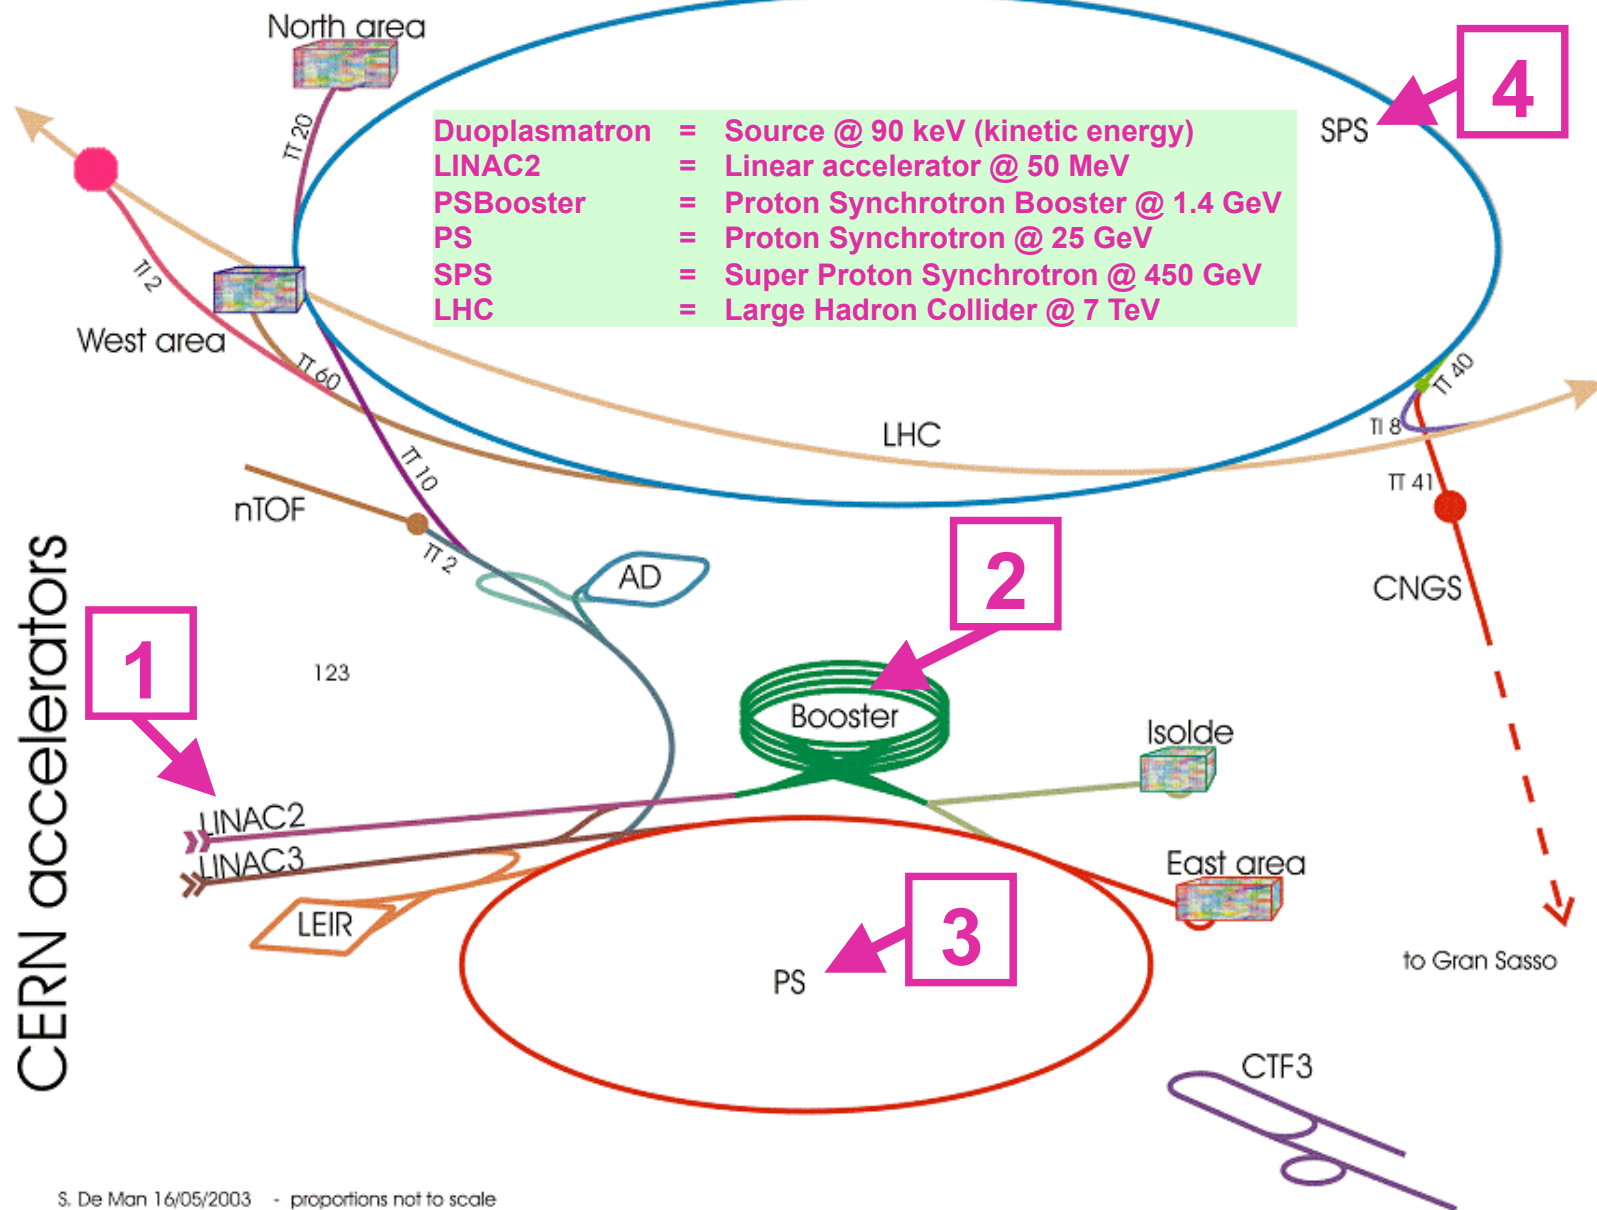 North area
4
SPS
TT 20
Duoplasmatron = Source @ 90 keV (kinetic energy)
LINAC2 = Linear accelerator @ 50 MeV
PSBooster = Proton Synchrotron Booster @ 1.4 GeV
PS = Proton Synchrotron @ 25 GeV
SPS = Super Proton Synchrotron @ 450 GeV
LHC = Large Hadron Collider @ 7 TeV
TI 2
West area
TT 60
TT 40
LHC
TI 8
TT 10
TT 41
nTOF
TT 2
AD
2
CNGS
CERN accelerators
1
123
Booster
Isolde
LINAC2
LINAC3
East area
LEIR
3
PS
to Gran Sasso
CTF3
S. De Man 16/05/2003 - proportions not to scale